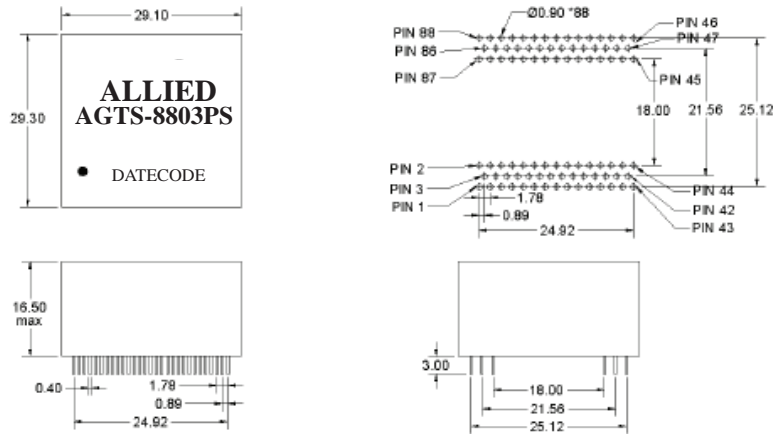 29.10
29.30
ALLIED
AGTS-8803PS
DATECODE
Ø0.90 *88
PIN 88
PIN 86
PIN 87
PIN 46
PIN 47
PIN 45
18.00
21.56
25.12
PIN 2
PIN 3
PIN 1
PIN 44
PIN 42
PIN 43
1.78
0.89
24.92
16.50
max
0.40
1.78
0.89
24.92
3.00
18.00
21.56
25.12